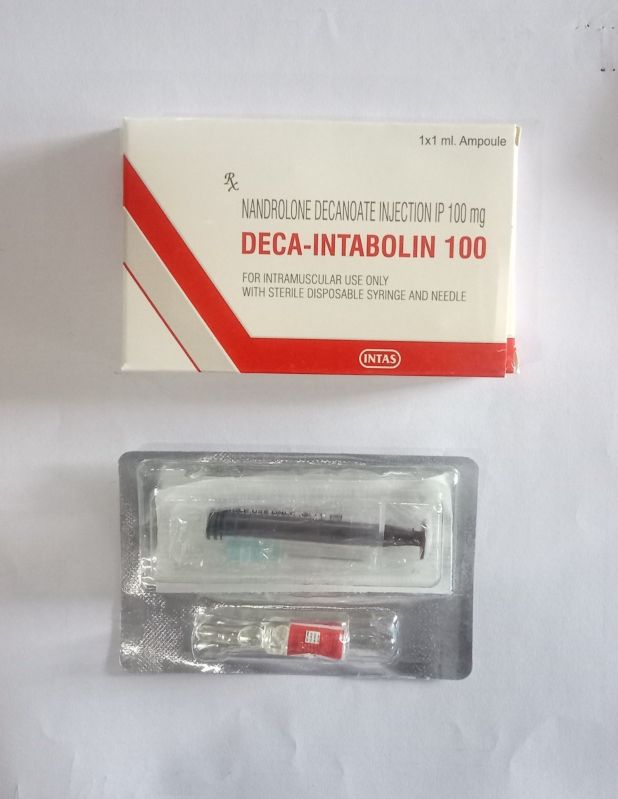 1x1 ml. Ampoule
Rx
NANDROLONE DECANOATE INJECTION IP 100 mg
DECA-INTABOLIN 100
FOR INTRAMUSCULAR USE ONLY
WITH STERILE DISPOSABLE SYRINGE AND NEEDLE
INTAS